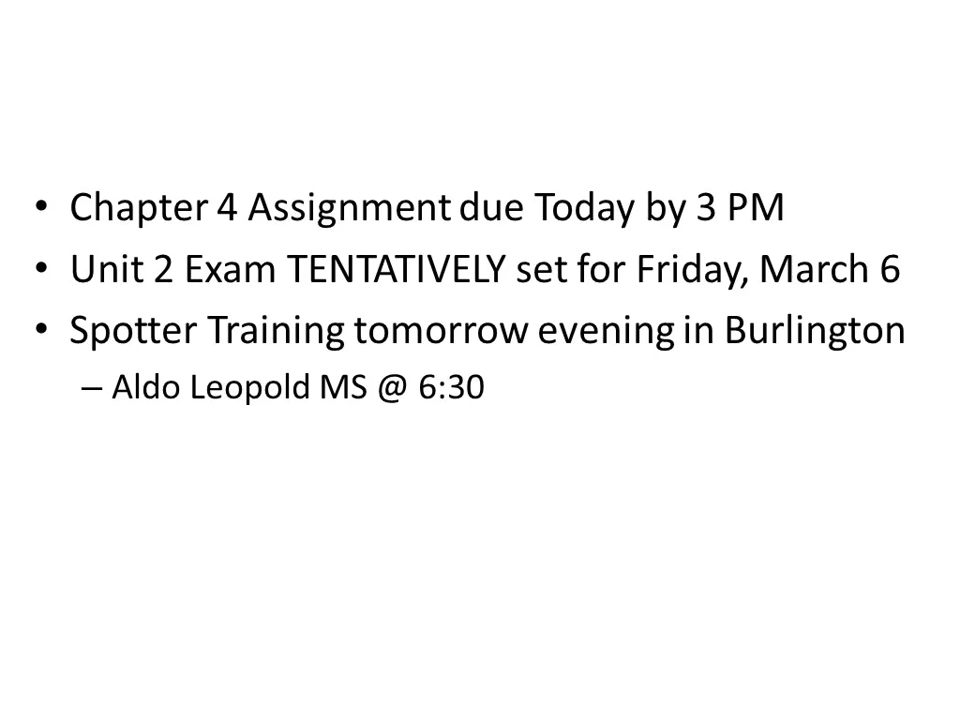 • Chapter 4 Assignment due Today by 3 PM
• Unit 2 Exam TENTATIVELY set for Friday, March 6
• Spotter Training tomorrow evening in Burlington
– Aldo Leopold MS @ 6:30